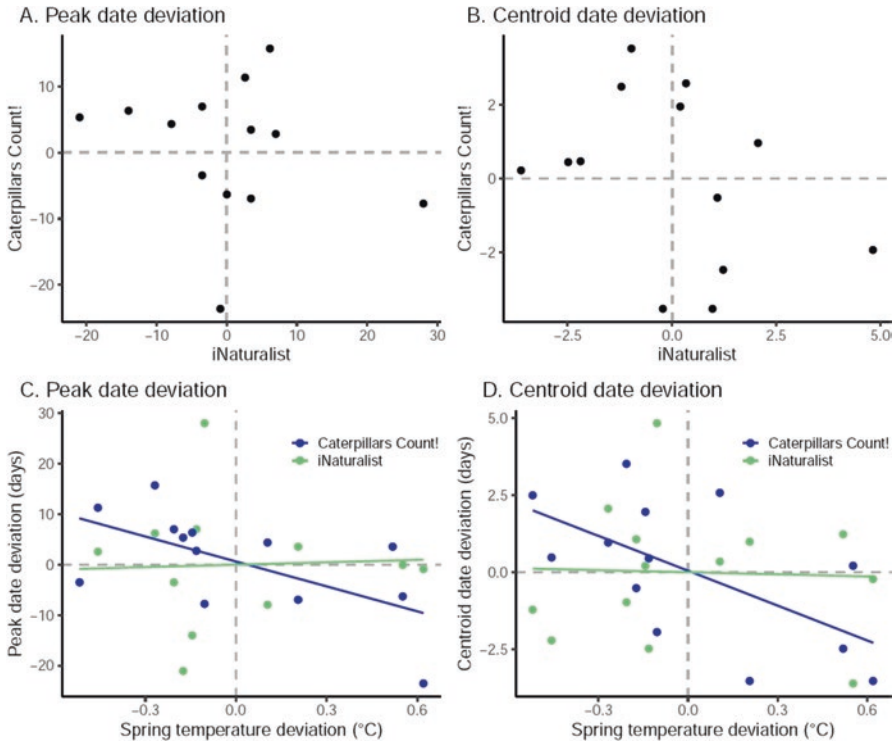 A. Peak date deviation
Caterpillars Count!
10
0
−10
−20
−20
−10
0
10
20
30
iNaturalist
B. Centroid date deviation
Caterpillars Count!
2
0
−2
−2.5
0.0
2.5
5.0
iNaturalist
C. Peak date deviation
Peak date deviation (days)
30
20
10
0
−10
−20
Caterpillars Count!
iNaturalist
−0.3
0.0
0.3
0.6
Spring temperature deviation (°C)
D. Centroid date deviation
Centroid date deviation (days)
5.0
2.5
0.0
−2.5
Caterpillars Count!
iNaturalist
−0.3
0.0
0.3
0.6
Spring temperature deviation (°C)